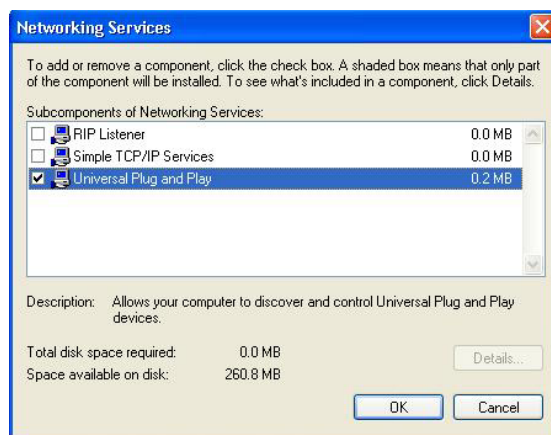 Networking Services
To add or remove a component, click the check box. A shaded box means that only part
of the component will be installed. To see what's included in a component, click Details.
Subcomponents of Networking Services:
RIP Listener 0.0 MB
Simple TCP/IP Services 0.0 MB
Universal Plug and Play 0.2 MB
Description: Allows your computer to discover and control Universal Plug and Play
devices.
Total disk space required: 0.0 MB
Space available on disk: 260.8 MB
Details...
OK Cancel